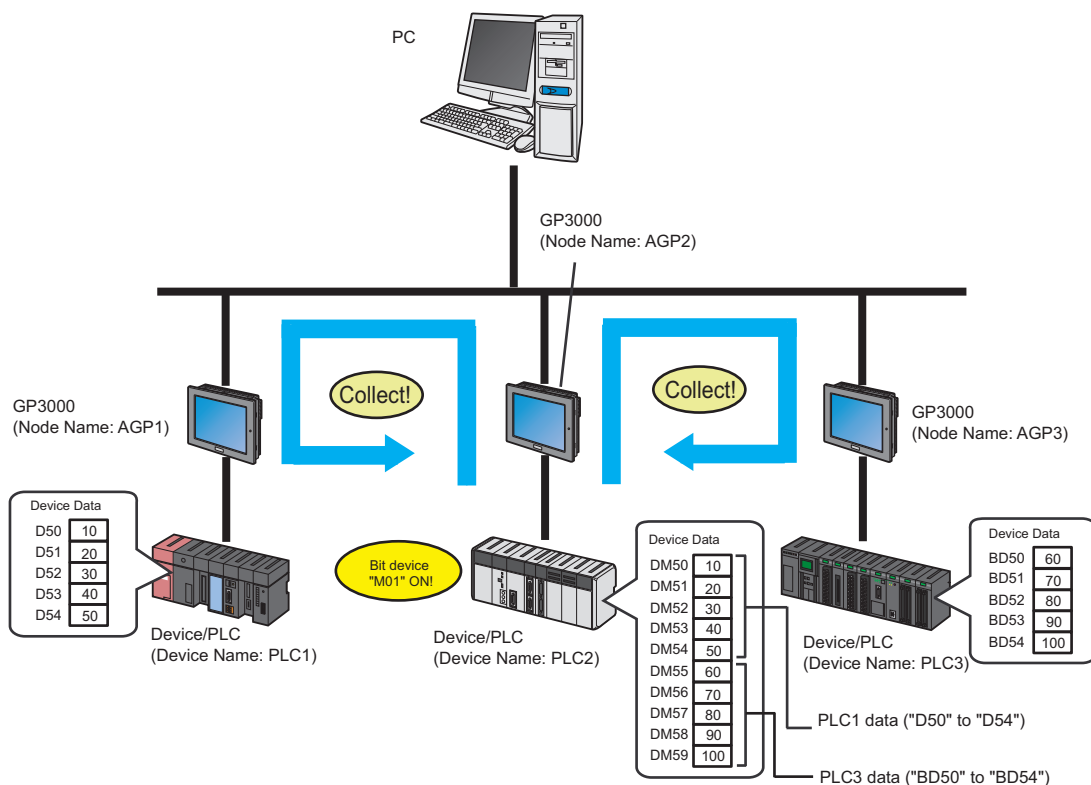 PC
GP3000
(Node Name: AGP2)
Collect!
Collect!
GP3000
(Node Name: AGP1)
GP3000
(Node Name: AGP3)
Device Data
D50 10
D51 20
D52 30
D53 40
D54 50
Device/PLC
(Device Name: PLC1)
Bit device
"M01" ON!
Device/PLC
(Device Name: PLC2)
Device Data
DM50 10
DM51 20
DM52 30
DM53 40
DM54 50
DM55 60
DM56 70
DM57 80
DM58 90
DM59 100
Device/PLC
(Device Name: PLC3)
Device Data
BD50 60
BD51 70
BD52 80
BD53 90
BD54 100
PLC1 data ("D50" to "D54")
PLC3 data ("BD50" to "BD54")